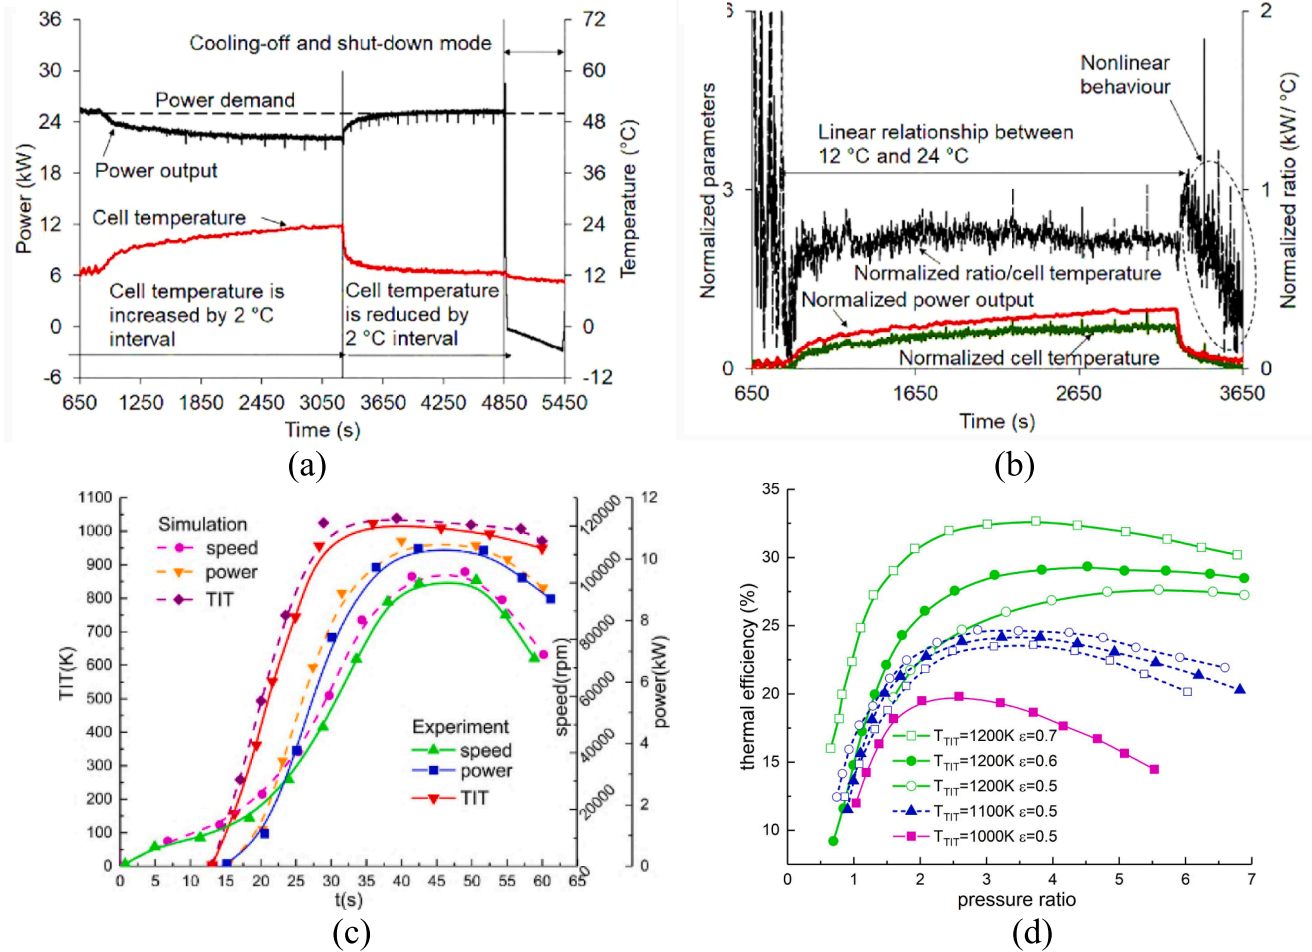 36
30
24
18
12
6
0
-6
72
60
48
36
24
12
0
-12
Power (kW)
Temperature (°C)
Cooling-off and shut-down mode
Power demand
Power output
Cell temperature
Cell temperature is
increased by 2 °C
interval
Cell temperature
is reduced by
2 °C interval
650 1250 1850 2450 3050 3650 4250 4850 5450
Time (s)
(a)
6
3
0
2
1
0
Normalized parameters
Normalized ratio (kW/ °C)
Nonlinear
behaviour
Linear relationship between
12 °C and 24 °C
Normalized ratio/cell temperature
Normalized power output
Normalized cell temperature
650 1650 2650 3650
Time (s)
(b)
1100
1000
900
800
700
600
500
400
300
200
100
0
TIT(K)
Simulation
speed
power
TIT
Experiment
speed
power
TIT
120000
100000
80000
60000
40000
20000
0
speed(rpm)
12
10
8
6
4
2
0
power(kW)
0 5 10 15 20 25 30 35 40 45 50 55 60 65
t(s)
(c)
35
30
25
20
15
10
thermal efficiency (%)
T_TIT=1200K ε=0.7
T_TIT=1200K ε=0.6
T_TIT=1200K ε=0.5
T_TIT=1100K ε=0.5
T_TIT=1000K ε=0.5
0 1 2 3 4 5 6 7
pressure ratio
(d)